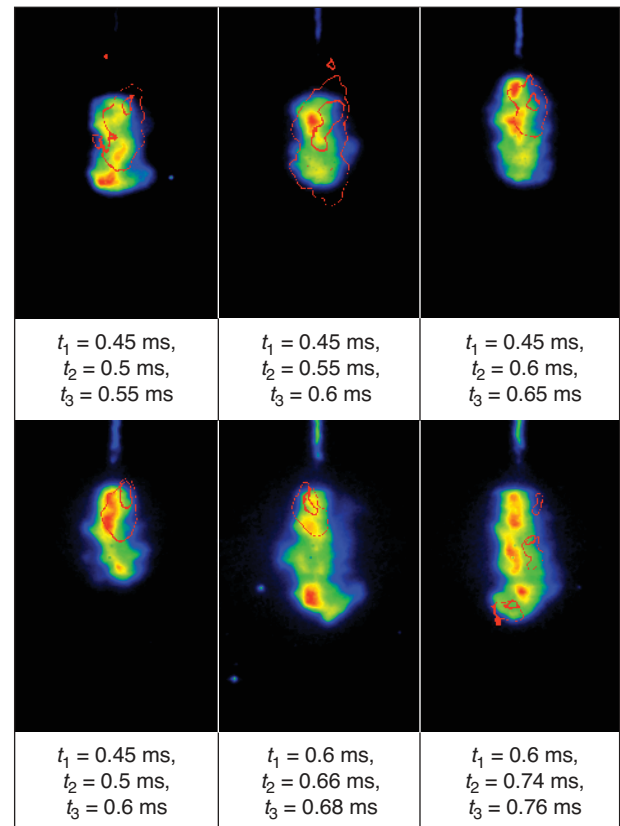 t1 = 0.45 ms,
t2 = 0.5 ms,
t3 = 0.55 ms
t1 = 0.45 ms,
t2 = 0.55 ms,
t3 = 0.6 ms
t1 = 0.45 ms,
t2 = 0.6 ms,
t3 = 0.65 ms
t1 = 0.45 ms,
t2 = 0.5 ms,
t3 = 0.6 ms
t1 = 0.6 ms,
t2 = 0.66 ms,
t3 = 0.68 ms
t1 = 0.6 ms,
t2 = 0.74 ms,
t3 = 0.76 ms